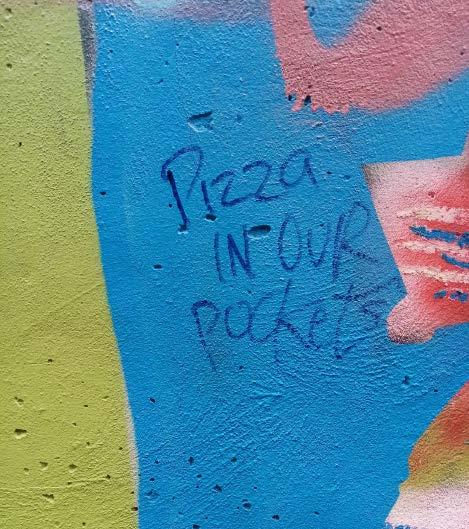 Pizza..
IN OUR
pockets